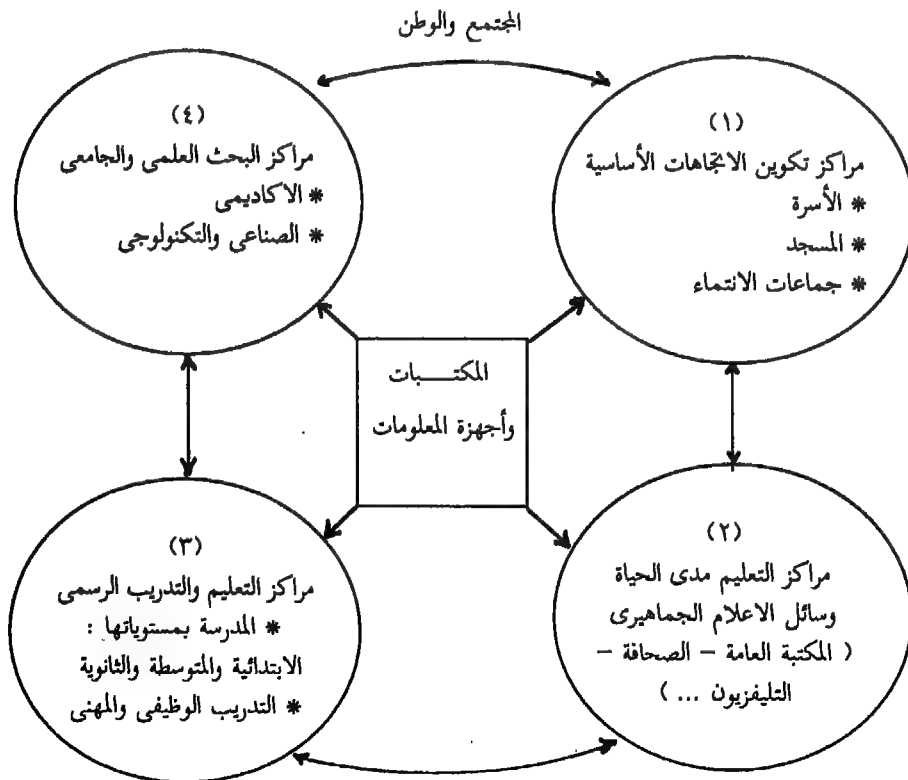 المجتمع والوطن
(١)
مراكز تكوين الاتجاهات الأساسية
* الأسرة
* المسجد
* جماعات الانتماء
(٤)
مراكز البحث العلمى والجامعى
* الاكاديمى
* الصناعى والتكنولوجى
المكتـــــبات
وأجهزة المعلومات
(٢)
مراكز التعليم مدى الحياة
وسائل الاعلام الجماهيرى
( المكتبة العامة – الصحافة –
التليفزيون ... )
(٣)
مراكز التعليم والتدريب الرسمى
* المدرسة بمستوياتها :
الابتدائية والمتوسطة والثانوية
* التدريب الوظيفى والمهنى